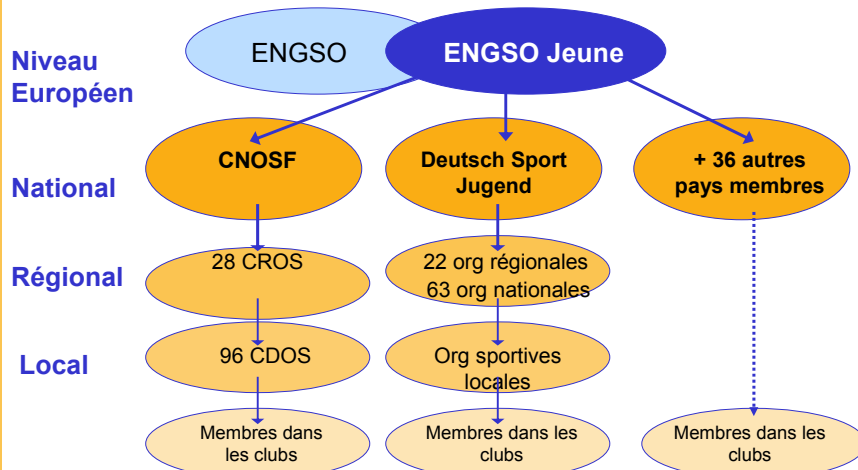 ENGSO
ENGSO Jeune
Niveau
Européen
National
CNOSF
Deutsch Sport
Jugend
+ 36 autres
pays membres
Régional
28 CROS
22 org régionales
63 org nationales
Local
96 CDOS
Org sportives
locales
Membres dans
les clubs
Membres dans les
clubs
Membres dans les
clubs